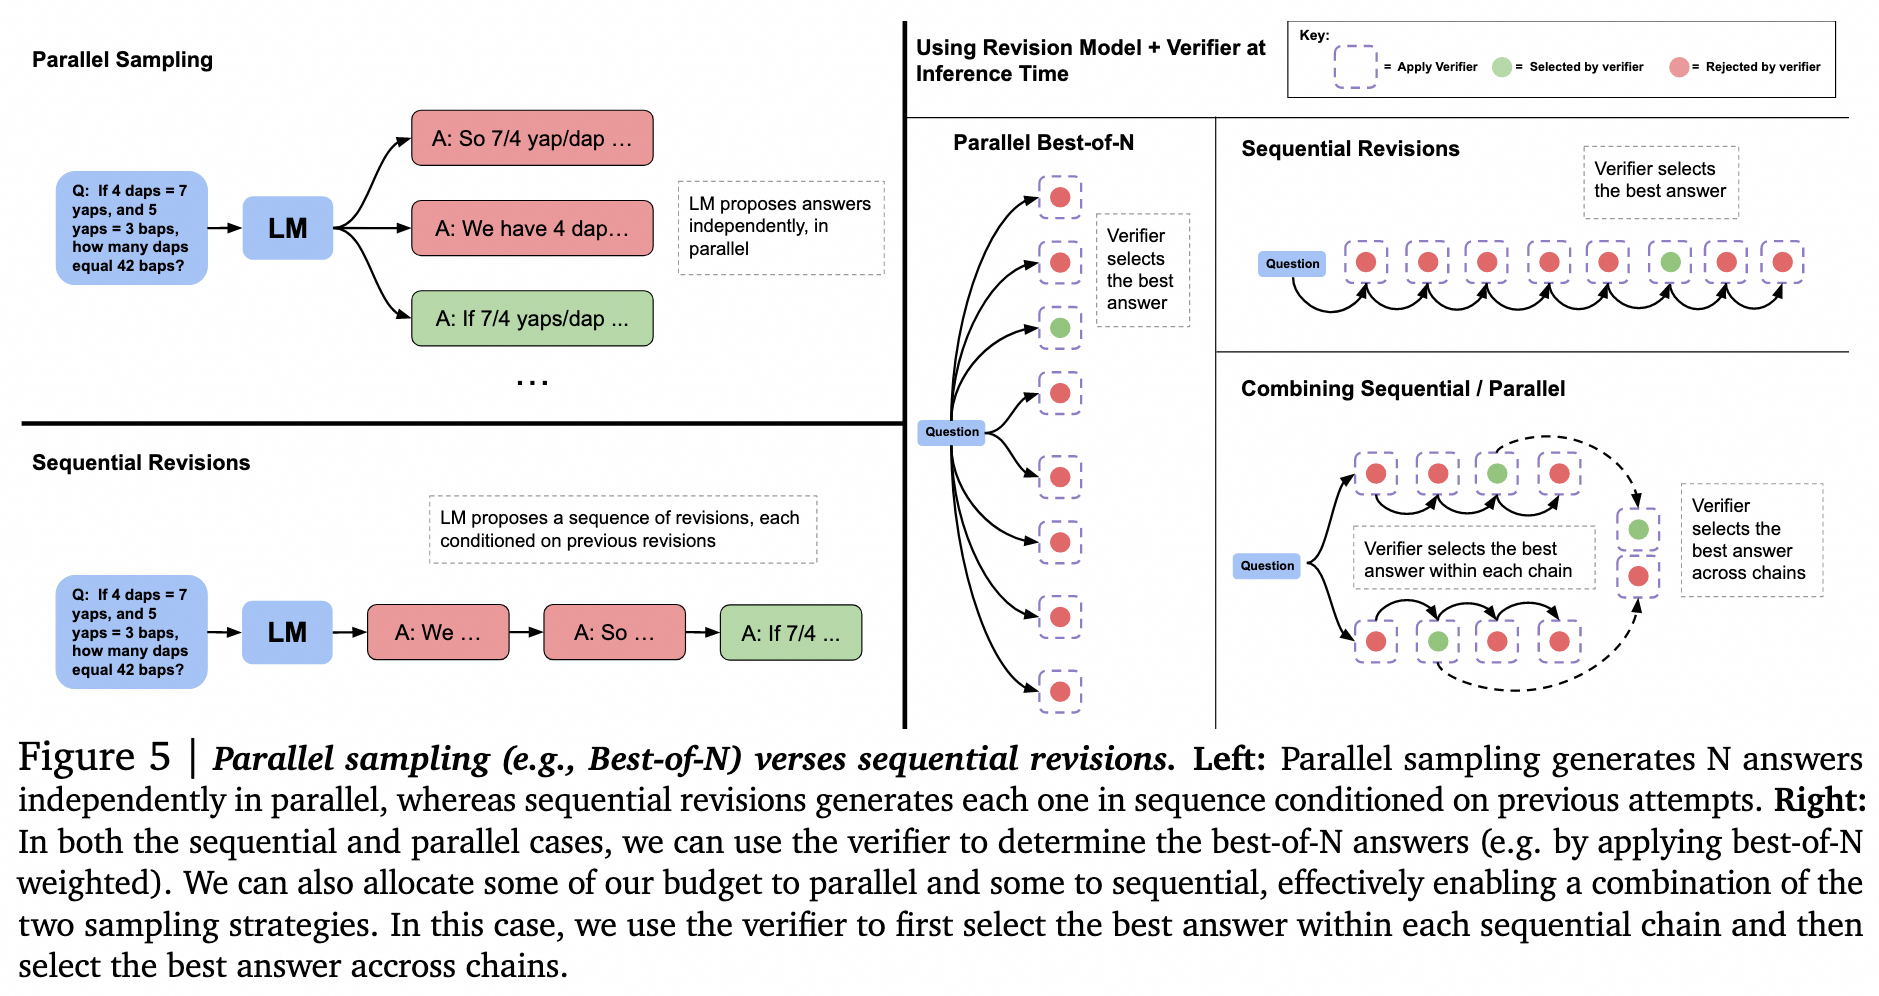 Parallel Sampling
Q: If 4 daps = 7
yaps, and 5
yaps = 3 baps,
how many daps
equal 42 baps?
LM
A: So 7/4 yap/dap ...
A: We have 4 dap...
A: If 7/4 yaps/dap ...
...
LM proposes answers
independently, in
parallel
Sequential Revisions
LM proposes a sequence of revisions, each
conditioned on previous revisions
Q: If 4 daps = 7
yaps, and 5
yaps = 3 baps,
how many daps
equal 42 baps?
LM
A: We ...
A: So ...
A: If 7/4 ...
Using Revision Model + Verifier at
Inference Time
Key:
= Apply Verifier
= Selected by verifier
= Rejected by verifier
Parallel Best-of-N
Question
Verifier
selects
the best
answer
Sequential Revisions
Verifier selects
the best answer
Question
Combining Sequential / Parallel
Question
Verifier selects the best
answer within each chain
Verifier
selects the
best answer
across chains
Figure 5 | Parallel sampling (e.g., Best-of-N) verses sequential revisions. Left: Parallel sampling generates N answers
independently in parallel, whereas sequential revisions generates each one in sequence conditioned on previous attempts. Right:
In both the sequential and parallel cases, we can use the verifier to determine the best-of-N answers (e.g. by applying best-of-N
weighted). We can also allocate some of our budget to parallel and some to sequential, effectively enabling a combination of the
two sampling strategies. In this case, we use the verifier to first select the best answer within each sequential chain and then
select the best answer accross chains.